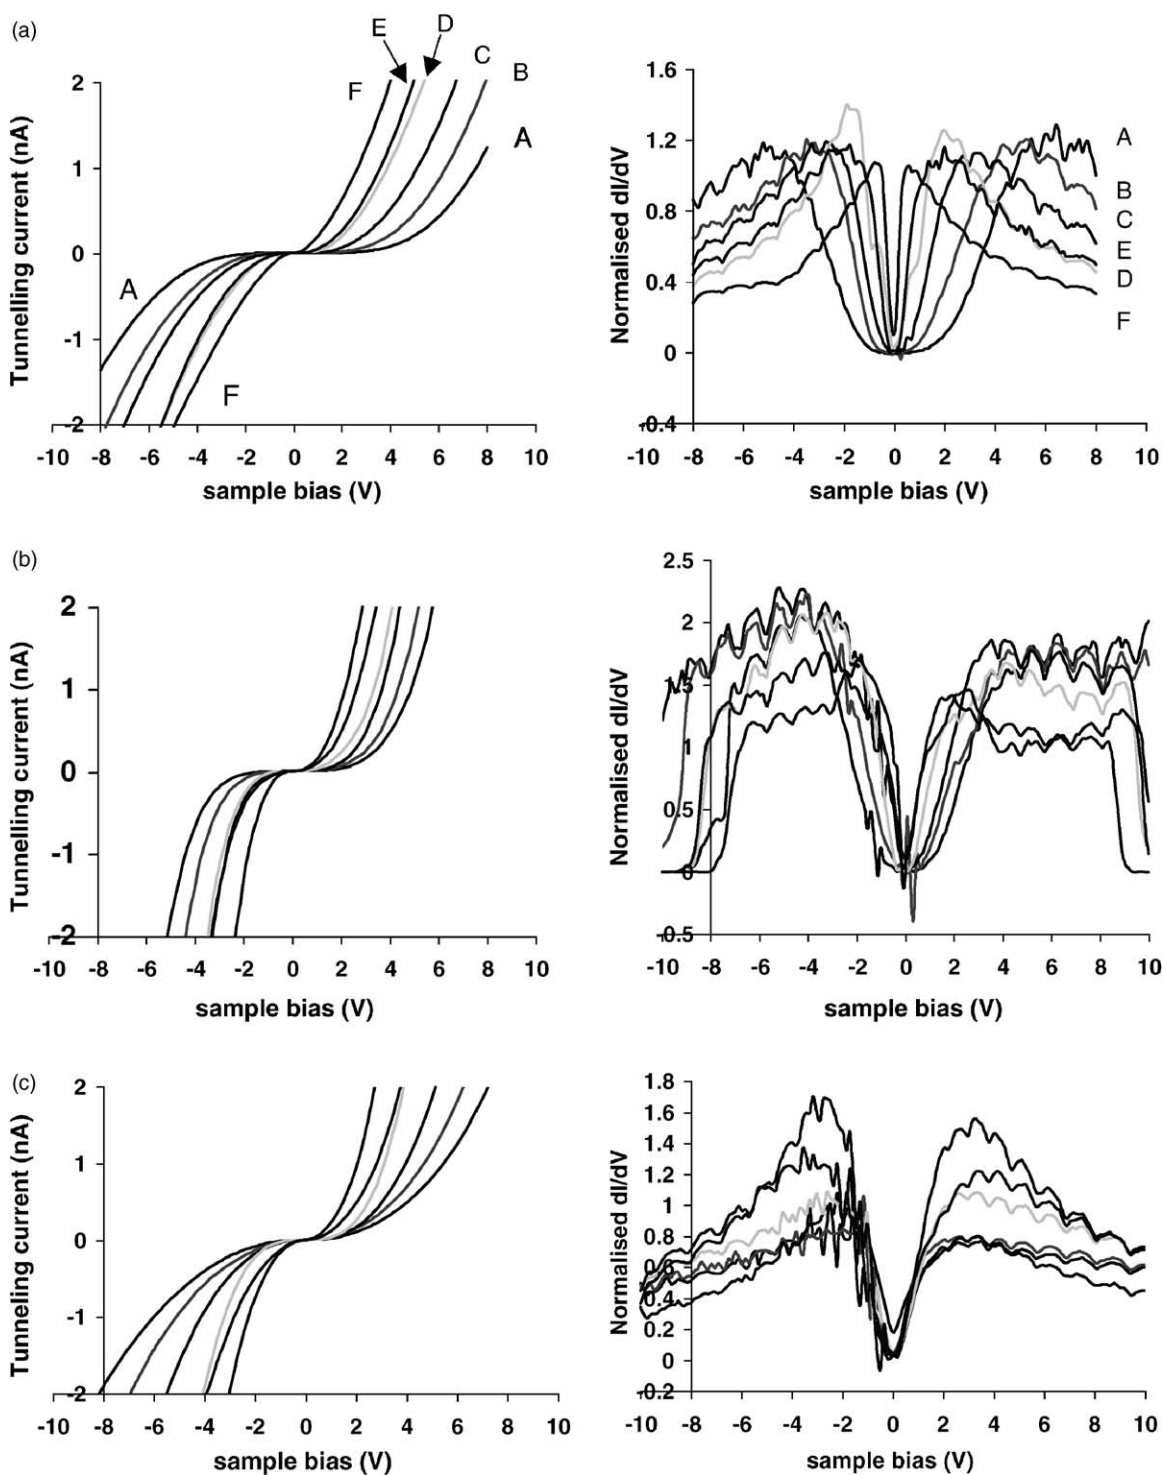 (a)
E D
C
B
F
A
2
1
0
-1
-2
A
F
Tunnelling current (nA)
-10 -8 -6 -4 -2 0 2 4 6 8 10
sample bias (V)
1.6
1.2
0.8
0.4
0
-0.4
Normalised dI/dV
A
B
C
E
D
F
-8 -6 -4 -2 0 2 4 6 8
sample bias (V)
(b)
2
1
0
-1
-2
Tunnelling current (nA)
-10 -8 -6 -4 -2 0 2 4 6 8 10
sample bias (V)
2.5
2
1.5
1
0.5
0
-0.5
Normalised dI/dV
-10 -8 -6 -4 -2 0 2 4 6 8 10
sample bias (V)
(c)
2
1
0
-1
-2
Tunneling current (nA)
-10 -8 -6 -4 -2 0 2 4 6 8 10
sample bias (V)
1.8
1.6
1.4
1.2
1
0.8
0.6
0.4
0.2
0
-0.2
Normalised dI/dV
-10 -8 -6 -4 -2 0 2 4 6 8 10
sample bias (V)